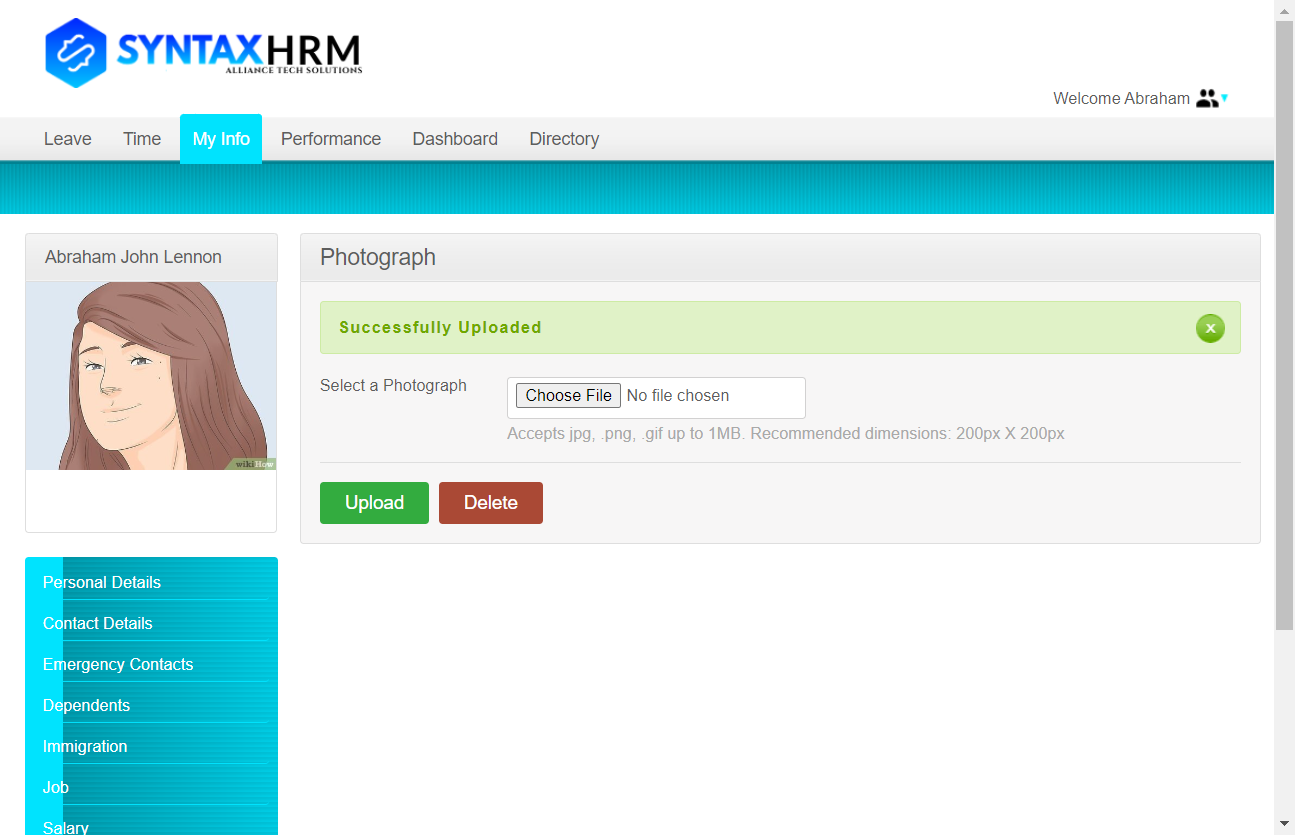 SYNTAXHRM
ALLIANCE TECH SOLUTIONS
Welcome Abraham
Leave Time My Info Performance Dashboard Directory
Abraham John Lennon
wikiHow
Photograph
Successfully Uploaded
x
Select a Photograph Choose File No file chosen
Accepts jpg, .png, .gif up to 1MB. Recommended dimensions: 200px X 200px
Upload Delete
Personal Details
Contact Details
Emergency Contacts
Dependents
Immigration
Job
Salary